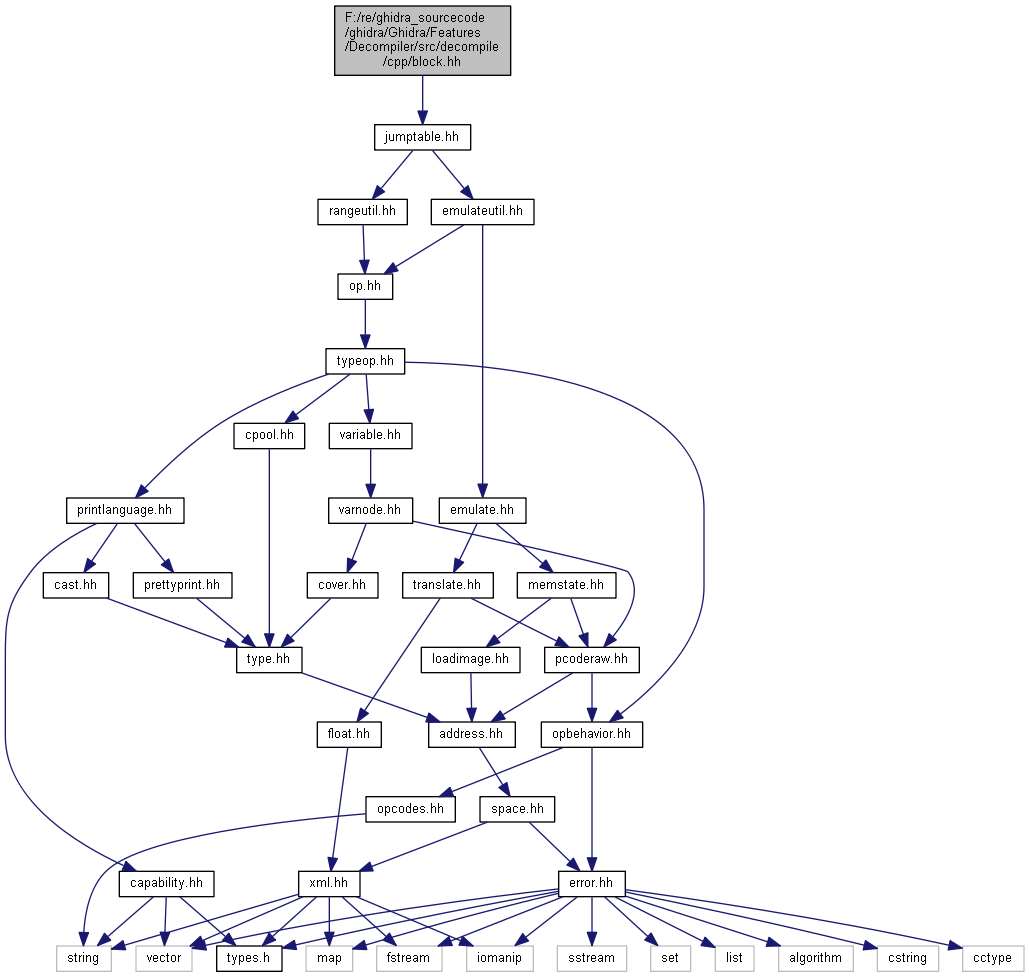 F:/re/ghidra_sourcecode
/ghidra/Ghidra/Features
/Decompiler/src/decompile
/cpp/block.hh
jumptable.hh
rangeutil.hh
emulateutil.hh
op.hh
typeop.hh
cpool.hh
variable.hh
printlanguage.hh
varnode.hh
emulate.hh
cast.hh
prettyprint.hh
cover.hh
translate.hh
memstate.hh
type.hh
loadimage.hh
pcoderaw.hh
float.hh
address.hh
opbehavior.hh
opcodes.hh
space.hh
capability.hh
xml.hh
error.hh
string
vector
types.h
map
fstream
iomanip
sstream
set
list
algorithm
cstring
cctype